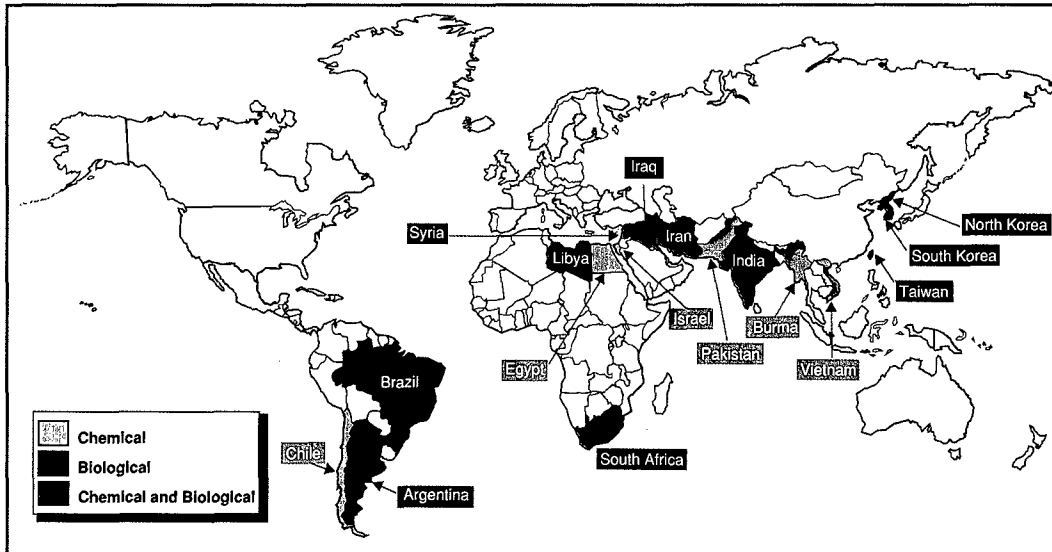 Iraq
North Korea
Syria
Iran
South Korea
Libya
India
Taiwan
Israel
Burma
Pakistan
Egypt
Vietnam
Brazil
Chemical
Biological
Chemical and Biological
Chile
South Africa
Argentina